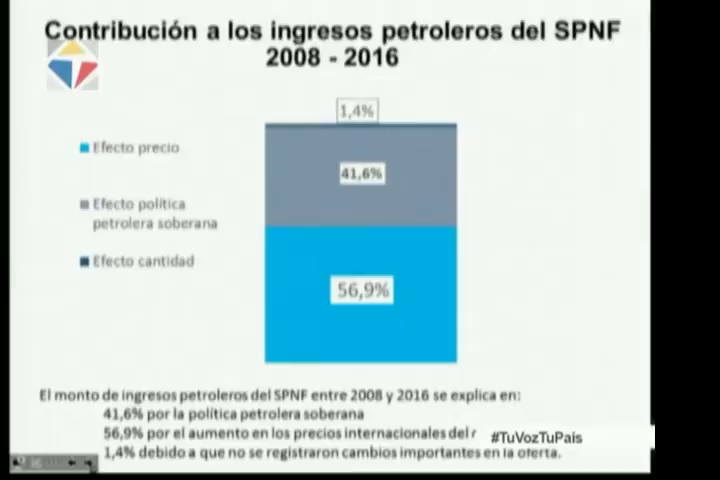 Contribución a los ingresos petroleros del SPNF
2008 - 2016
1,4%
Efecto precio
41,6%
Efecto política
petrolera soberana
Efecto cantidad
56,9%
El monto de ingresos petroleros del SPNF entre 2008 y 2016 se explica en:
41,6% por la política petrolera soberana
56,9% por el aumento en los precios internacionales del
#TuVozTuPais
1,4% debido a que no se registraron cambios importantes en la oferta.